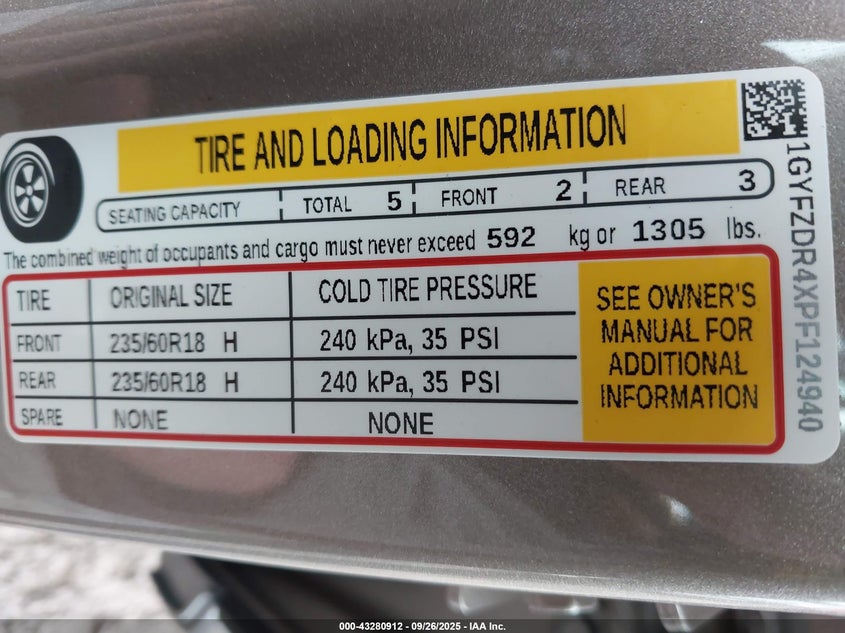 TIRE AND LOADING INFORMATION
SEATING CAPACITY TOTAL 5 FRONT 2 REAR 3
The combined weight of occupants and cargo must never exceed 592 kg or 1305 lbs.
TIRE ORIGINAL SIZE COLD TIRE PRESSURE
FRONT 235/60R18 H 240 kPa, 35 PSI
REAR 235/60R18 H 240 kPa, 35 PSI
SPARE NONE NONE
SEE OWNER'S
MANUAL FOR
ADDITIONAL
INFORMATION
1GYFZDR4XPF124940
000-43280912 - 09/26/2025 - IAA Inc.